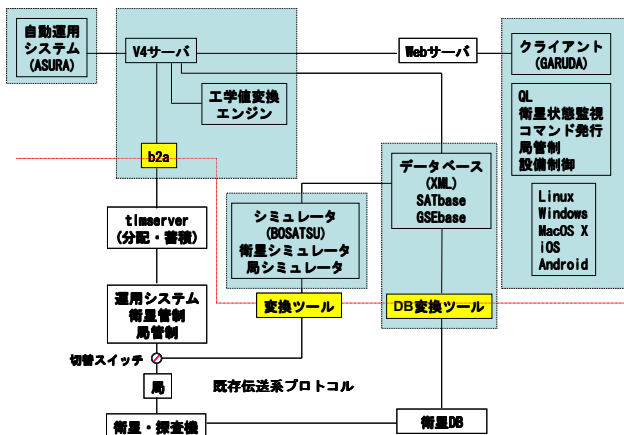 自動運用
システム
(ASURA)
V4サーバ
Webサーバ
クライアント
(GARUDA)
工学値変換
エンジン
QL
衛星状態監視
コマンド発行
局管制
設備制御
b2a
データベース
(XML)
SATbase
GSEbase
Linux
Windows
MacOS X
iOS
Android
tlmserver
(分配・蓄積)
シミュレータ
(BOSATSU)
衛星シミュレータ
局シミュレータ
運用システム
衛星管制
局管制
変換ツール
DB変換ツール
切替スイッチ
局
既存伝送系プロトコル
衛星・探査機
衛星DB